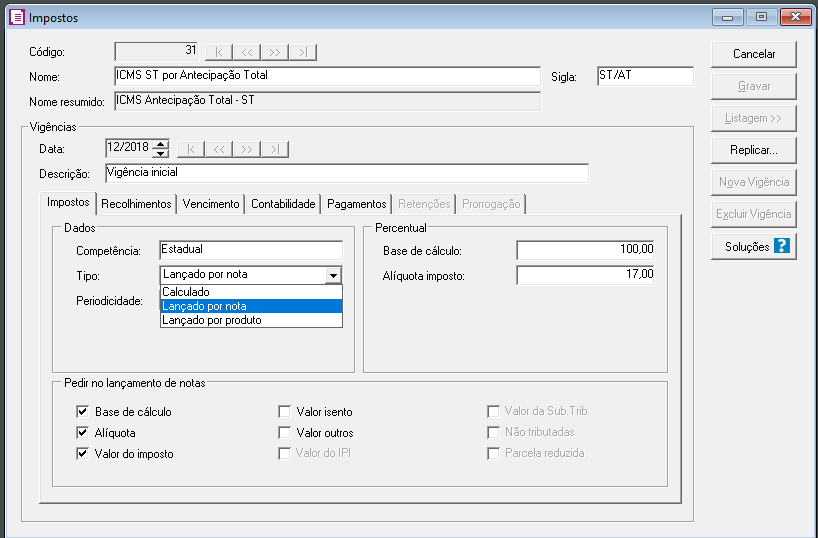 Impostos
Código: 31 |< << >> >|
Nome: ICMS ST por Antecipação Total Sigla: ST/AT
Nome resumido: ICMS Antecipação Total - ST
Vigências
Data: 12/2018 |< << >> >|
Descrição: Vigência inicial
Impostos Recolhimentos Vencimento Contabilidade Pagamentos Retenções Prorrogação
Dados
Competência: Estadual
Tipo: Lançado por nota
Calculado
Lançado por nota
Lançado por produto
Periodicidade:
Percentual
Base de cálculo: 100,00
Alíquota imposto: 17,00
Pedir no lançamento de notas
Base de cálculo Valor isento Valor da Sub.Trib.
Alíquota Valor outros Não tributadas
Valor do imposto Valor do IPI Parcela reduzida
Cancelar
Gravar
Listagem >>
Replicar...
Nova Vigência
Excluir Vigência
Soluções ?